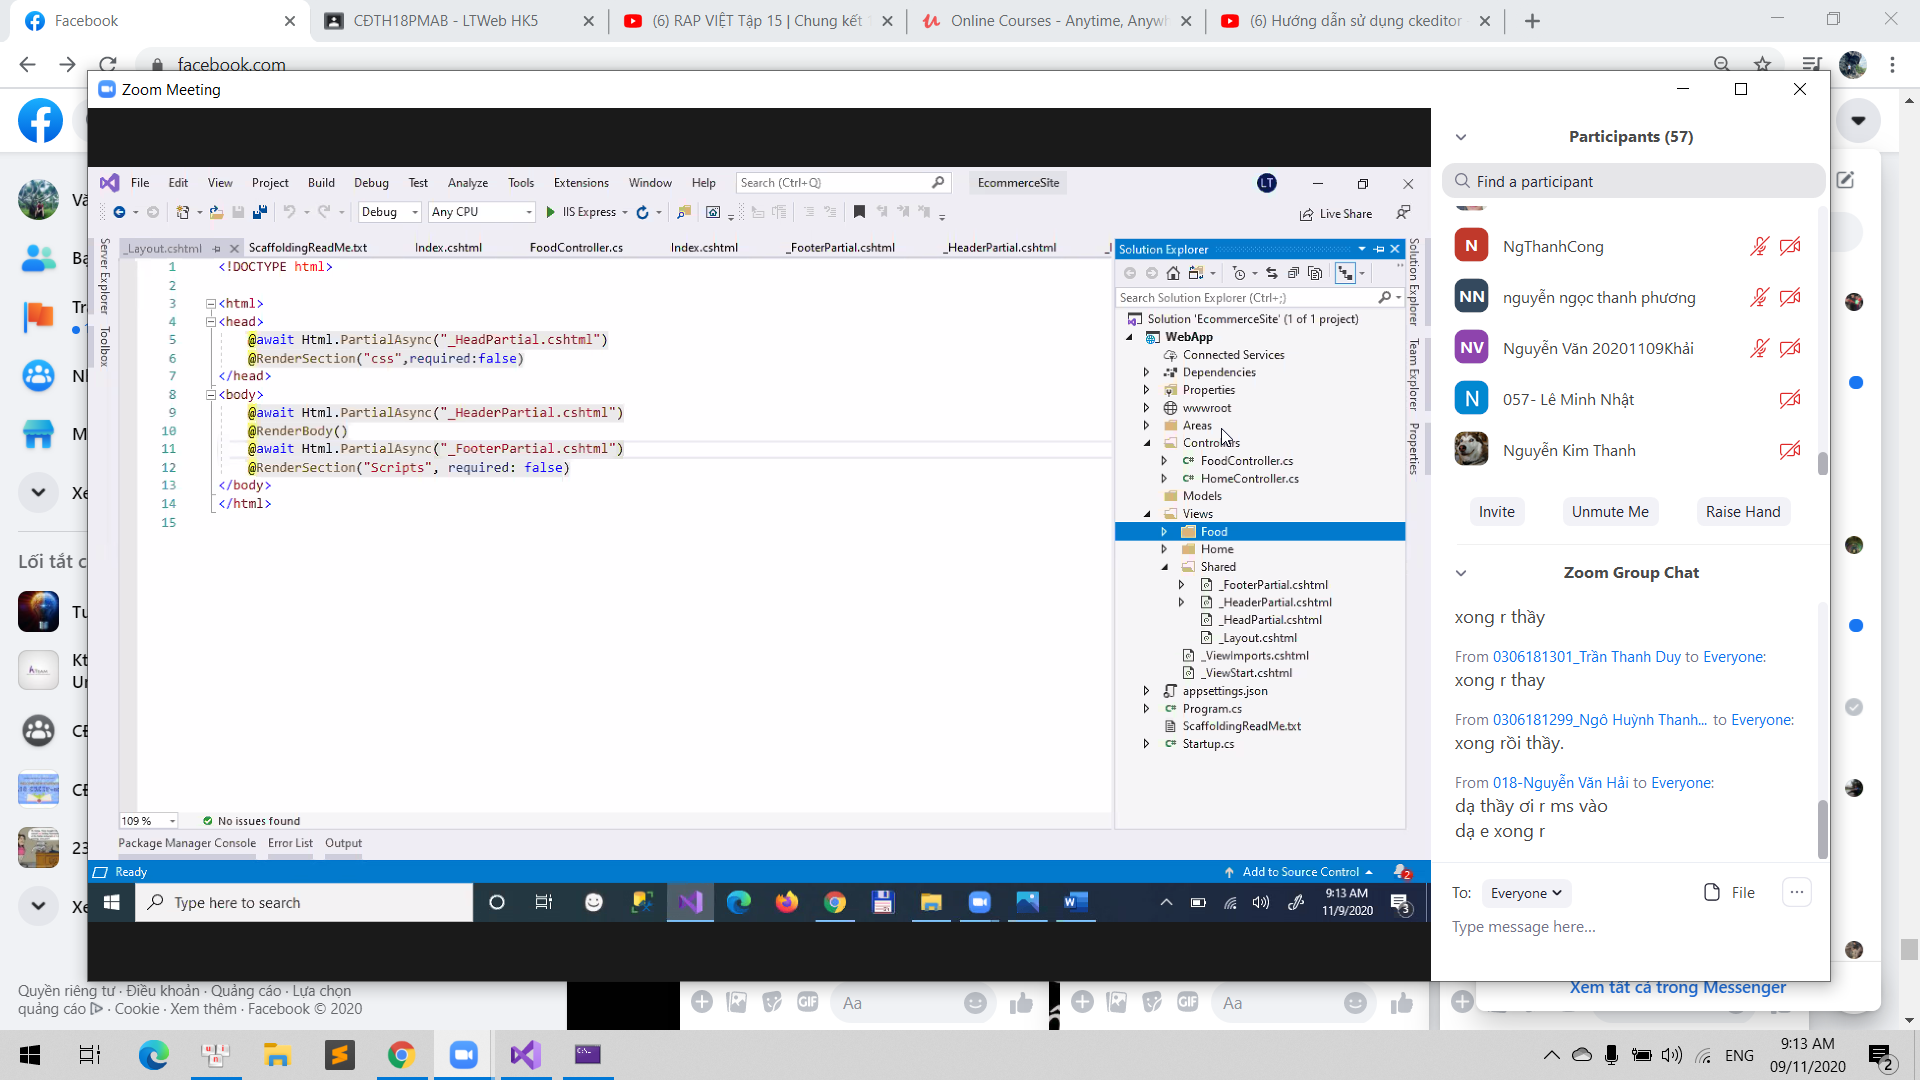 Facebook
CĐTH18PMAB - LTWeb HK5
(6) RAP VIỆT Tập 15 | Chung kết
Online Courses - Anytime, Anywh
(6) Hướng dẫn sử dụng ckeditor
facebook.com
Zoom Meeting
File Edit View Project Build Debug Test Analyze Tools Extensions Window Help
Search (Ctrl+Q)
EcommerceSite
LT
Debug
Any CPU
IIS Express
Live Share
Server Explorer
Toolbox
_Layout.cshtml
ScaffoldingReadMe.txt
Index.cshtml
FoodController.cs
Index.cshtml
_FooterPartial.cshtml
_HeaderPartial.cshtml
1 <!DOCTYPE html>
2
3 <html>
4 <head>
5 @await Html.PartialAsync("_HeadPartial.cshtml")
6 @RenderSection("css",required:false)
7 </head>
8 <body>
9 @await Html.PartialAsync("_HeaderPartial.cshtml")
10 @RenderBody()
11 @await Html.PartialAsync("_FooterPartial.cshtml")
12 @RenderSection("Scripts", required: false)
13 </body>
14 </html>
15
109 %
No issues found
Package Manager Console
Error List
Output
Ready
Add to Source Control
2
Solution Explorer
Search Solution Explorer (Ctrl+;)
Solution 'EcommerceSite' (1 of 1 project)
WebApp
Connected Services
Dependencies
Properties
wwwroot
Areas
Controllers
FoodController.cs
HomeController.cs
Models
Views
Food
Home
Shared
_FooterPartial.cshtml
_HeaderPartial.cshtml
_HeadPartial.cshtml
_Layout.cshtml
_ViewImports.cshtml
_ViewStart.cshtml
appsettings.json
Program.cs
ScaffoldingReadMe.txt
Startup.cs
Solution Explorer
Team Explorer
Properties
Type here to search
9:13 AM
11/9/2020
3
Participants (57)
Find a participant
N NgThanhCong
NN nguyễn ngọc thanh phương
NV Nguyễn Văn 20201109Khải
N 057- Lê Minh Nhật
Nguyễn Kim Thanh
Invite
Unmute Me
Raise Hand
Zoom Group Chat
xong r thầy
From 0306181301_Trần Thanh Duy to Everyone:
xong r thay
From 0306181299_Ngô Huỳnh Thanh... to Everyone:
xong rồi thầy.
From 018-Nguyễn Văn Hải to Everyone:
dạ thầy ơi r ms vào
dạ e xong r
To: Everyone
File
Type message here...
Lối tắt c
Quyền riêng tư · Điều khoản · Quảng cáo · Lựa chọn
quảng cáo · Cookie · Xem thêm · Facebook © 2020
GIF
Aa
GIF
Aa
Xem tất cả trong Messenger
ENG
9:13 AM
09/11/2020
2